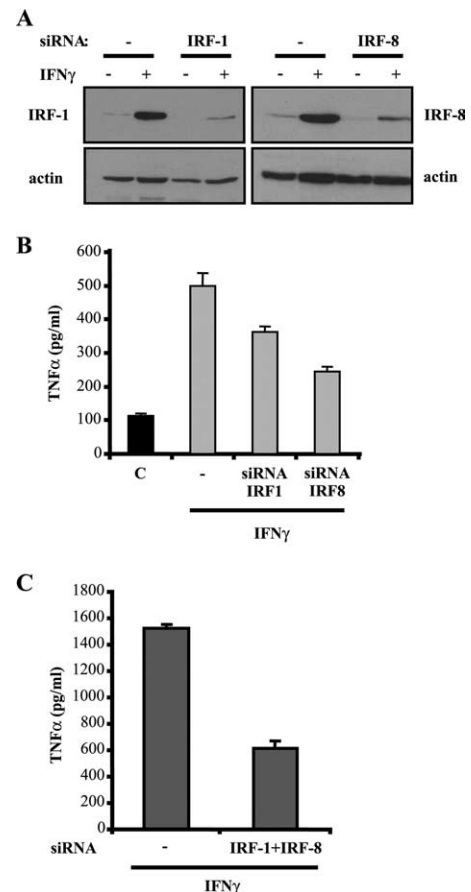 A
siRNA: - IRF-1 - IRF-8
IFNγ - + - + - + - +
IRF-1 IRF-8
actin actin
B
TNFα (pg/ml)
600
500
400
300
200
100
0
C - siRNA siRNA
IRF1 IRF8
IFNγ
C
TNFα (pg/ml)
1800
1600
1400
1200
1000
800
600
400
200
0
siRNA - IRF-1+IRF-8
IFNγ